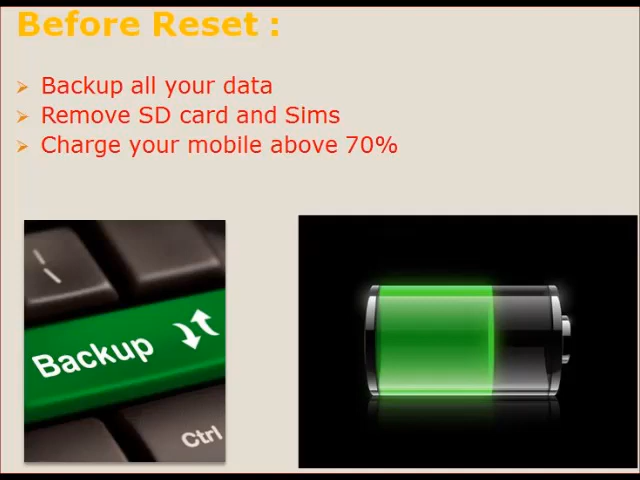 Before Reset :
Backup all your data
Remove SD card and Sims
Charge your mobile above 70%
Backup
Ctrl